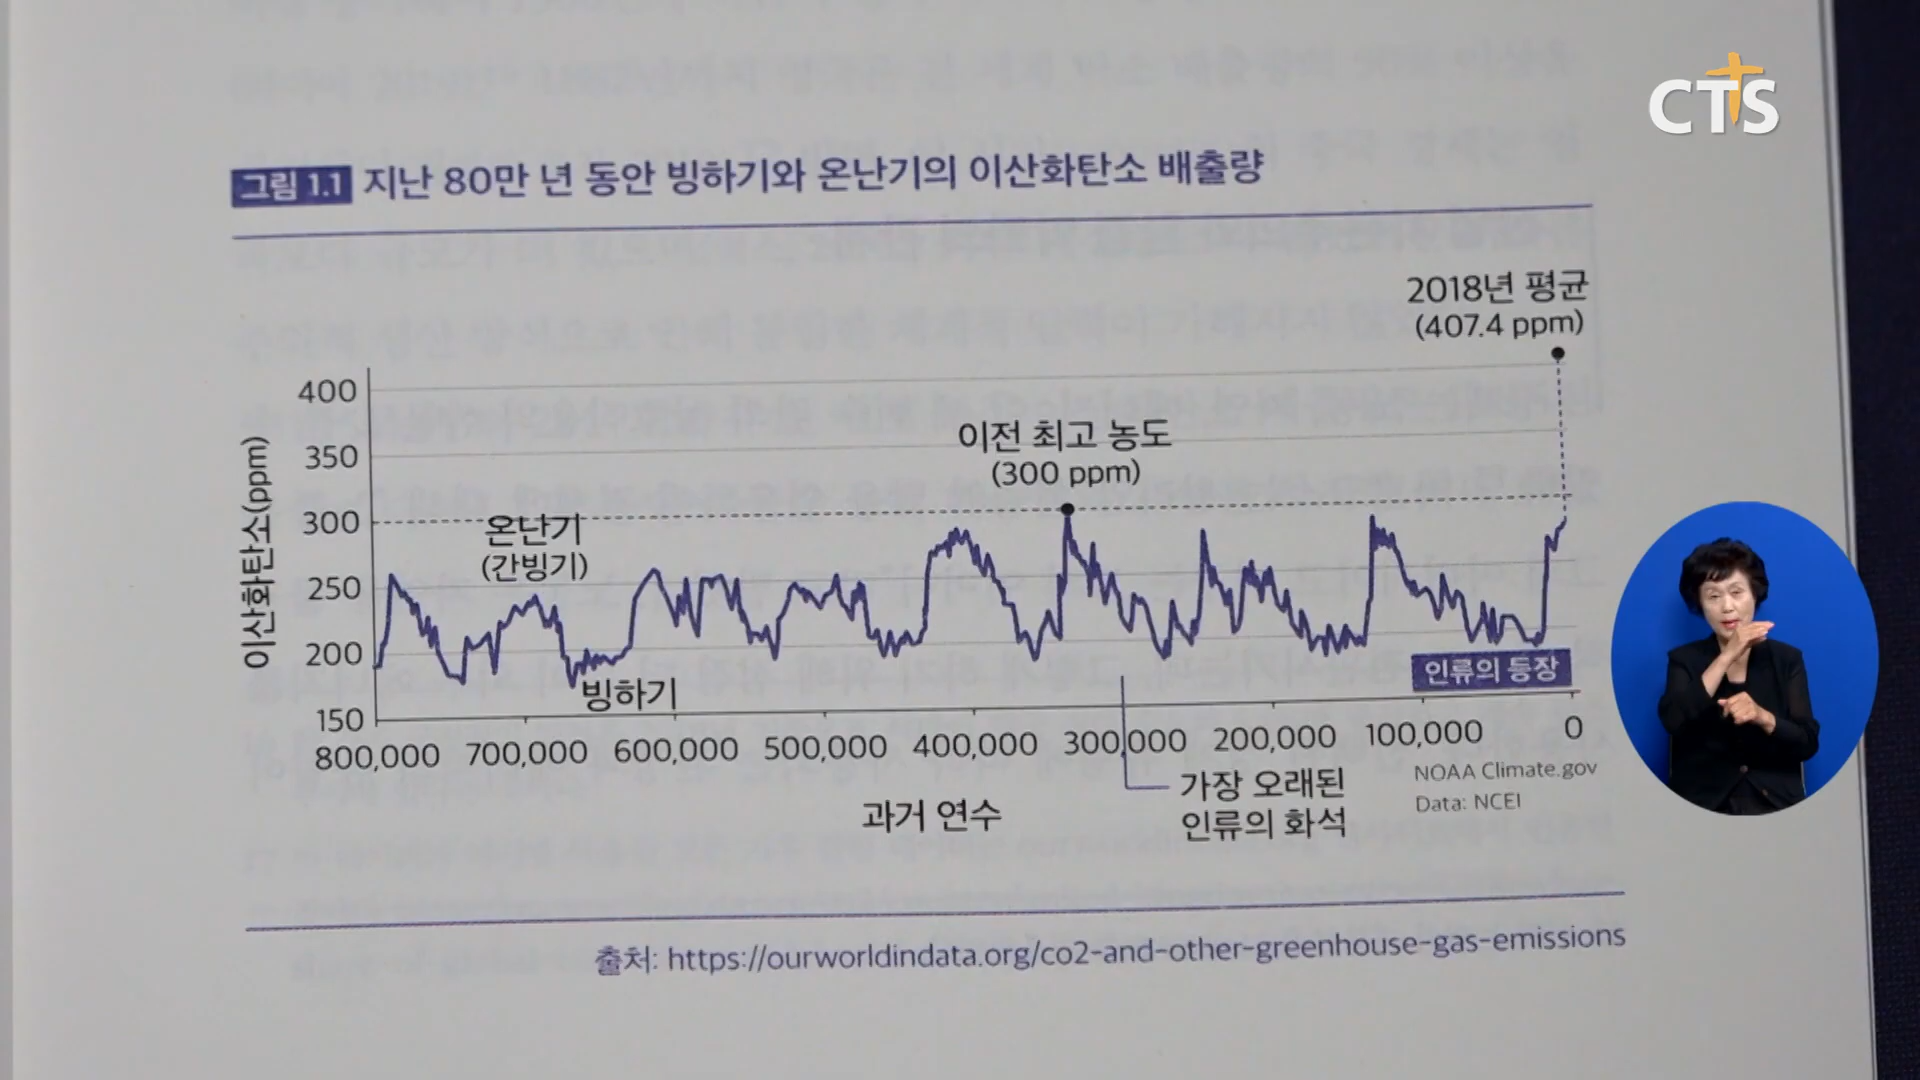 CTS
그림 1.1 지난 80만 년 동안 빙하기와 온난기의 이산화탄소 배출량
2018년 평균
(407.4 ppm)
이산화탄소(ppm)
400
350
300
250
200
150
이전 최고 농도
(300 ppm)
온난기
(간빙기)
빙하기
인류의 등장
800,000 700,000 600,000 500,000 400,000 300,000 200,000 100,000 0
과거 연수
가장 오래된
인류의 화석
NOAA Climate.gov
Data: NCEI
출처: https://ourworldindata.org/co2-and-other-greenhouse-gas-emissions